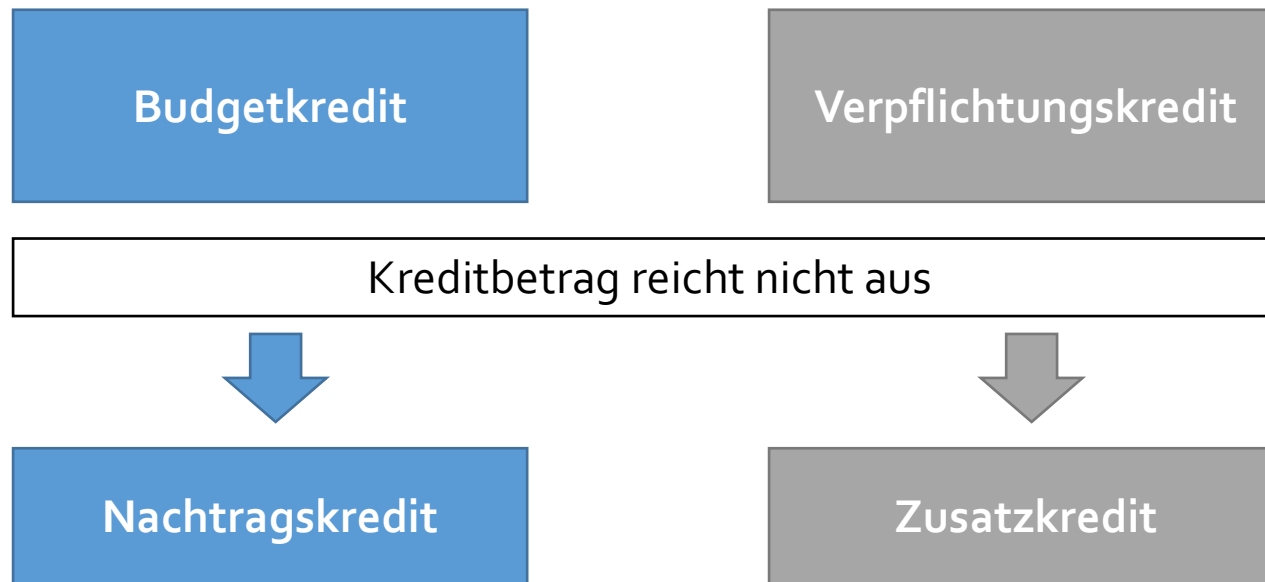 Budgetkredit
Verpflichtungskredit
Kreditbetrag reicht nicht aus
Nachtragskredit
Zusatzkredit